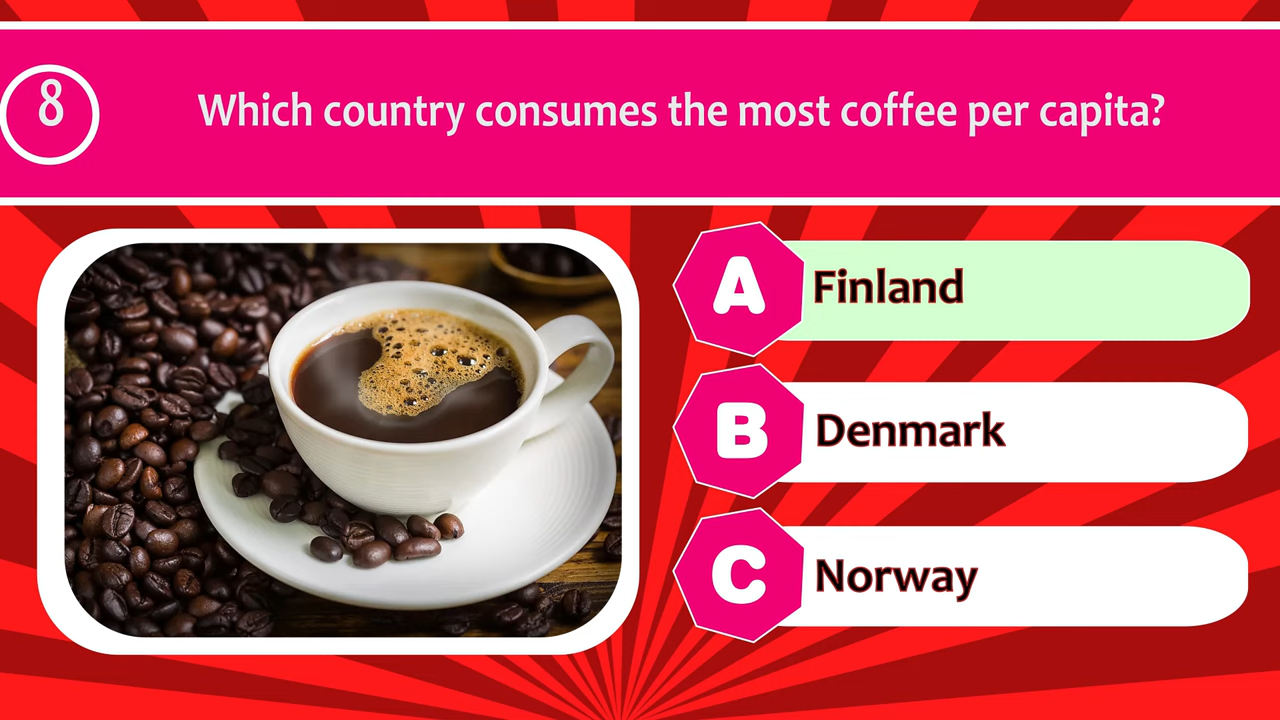 8
Which country consumes the most coffee per capita?
A Finland
B Denmark
C Norway